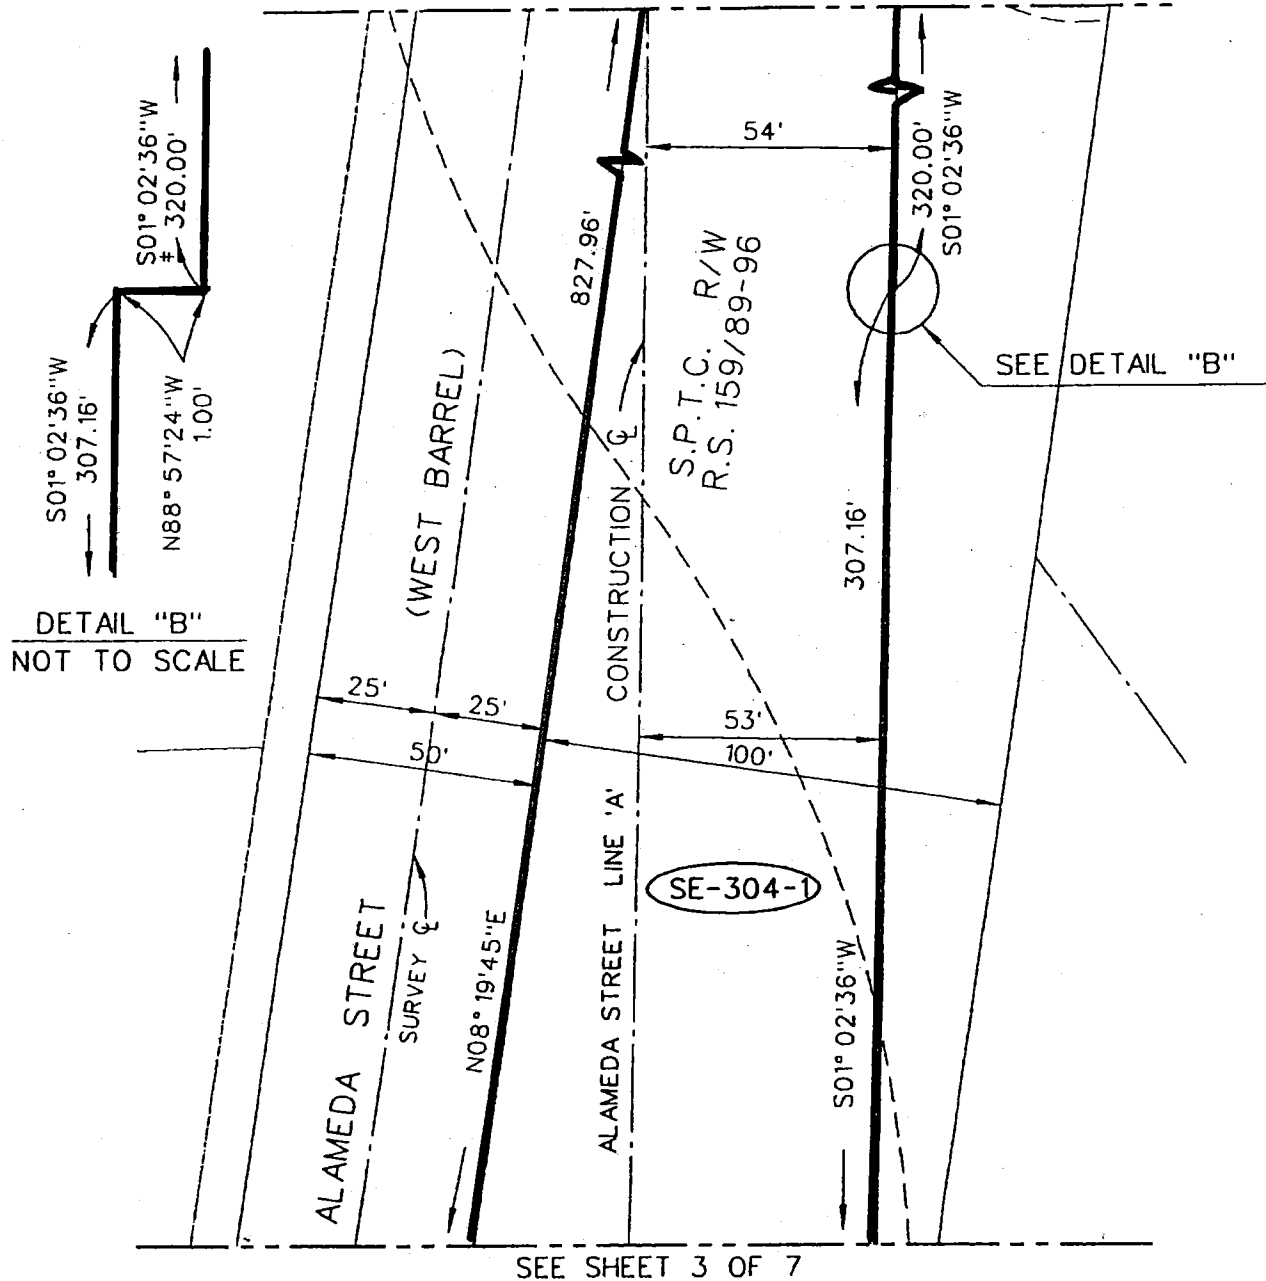 S01° 02'36"W
‡ 320.00'
S01° 02'36"W
307.16'
N88° 57'24"W
1.00'
DETAIL "B"
NOT TO SCALE
54'
320.00'
S01° 02'36"W
827.96'
S.P.T.C. R/W
R.S. 159/89-96
SEE DETAIL "B"
(WEST BARREL)
307.16'
25'
25'
50'
53'
100'
ALAMEDA STREET LINE 'A' CONSTRUCTION ℄
SE-304-1
ALAMEDA STREET
SURVEY ℄
N08° 19'45"E
S01° 02'36"W
SEE SHEET 3 OF 7